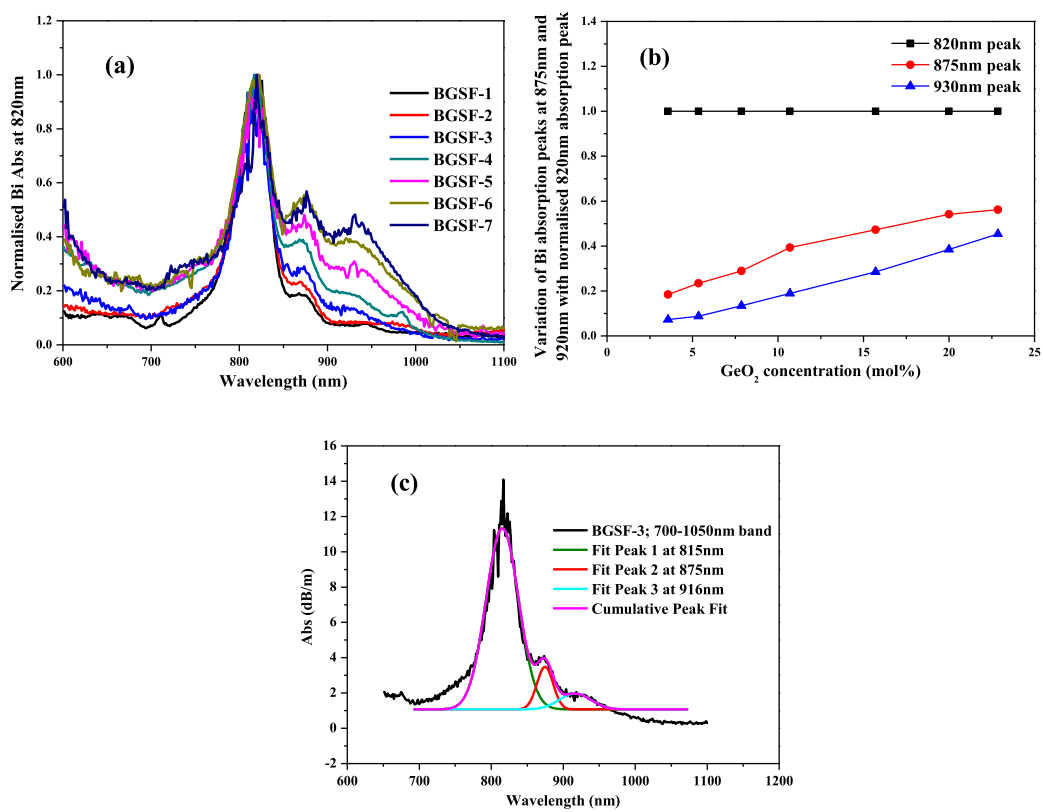 (a)
Normalised Bi Abs at 820nm
1.2
1.0
0.8
0.6
0.4
0.2
0.0
600
700
800
900
1000
1100
Wavelength (nm)
BGSF-1
BGSF-2
BGSF-3
BGSF-4
BGSF-5
BGSF-6
BGSF-7
(b)
Variation of Bi absorption peaks at 875nm and
920nm with normalised 820nm absorption peak
1.4
1.2
1.0
0.8
0.6
0.4
0.2
0.0
0
5
10
15
20
25
GeO₂ concentration (mol%)
820nm peak
875nm peak
930nm peak
(c)
Abs (dB/m)
16
14
12
10
8
6
4
2
0
-2
600
700
800
900
1000
1100
1200
Wavelength (nm)
BGSF-3; 700-1050nm band
Fit Peak 1 at 815nm
Fit Peak 2 at 875nm
Fit Peak 3 at 916nm
Cumulative Peak Fit